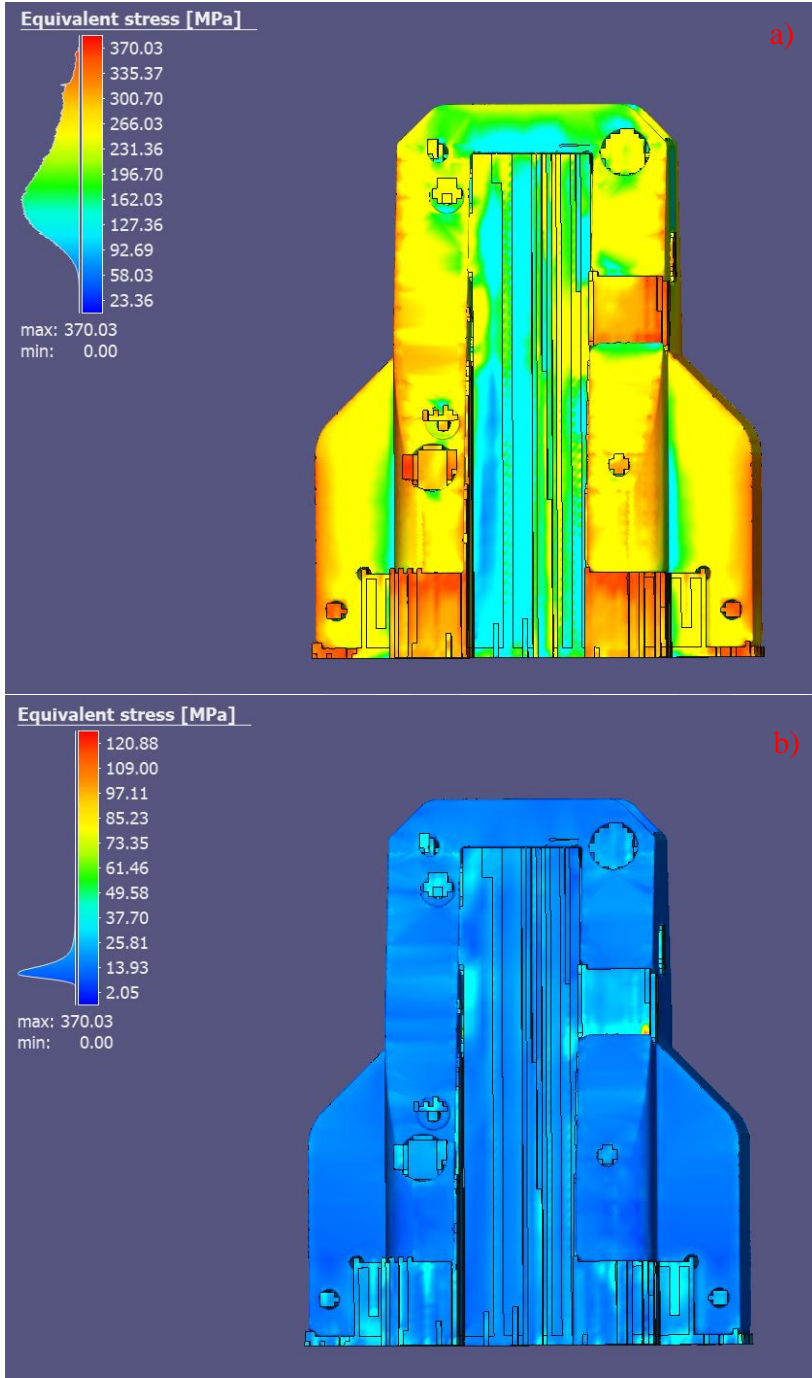 Equivalent stress [MPa]
a)
370.03
335.37
300.70
266.03
231.36
196.70
162.03
127.36
92.69
58.03
23.36
max: 370.03
min: 0.00
Equivalent stress [MPa]
b)
120.88
109.00
97.11
85.23
73.35
61.46
49.58
37.70
25.81
13.93
2.05
max: 370.03
min: 0.00